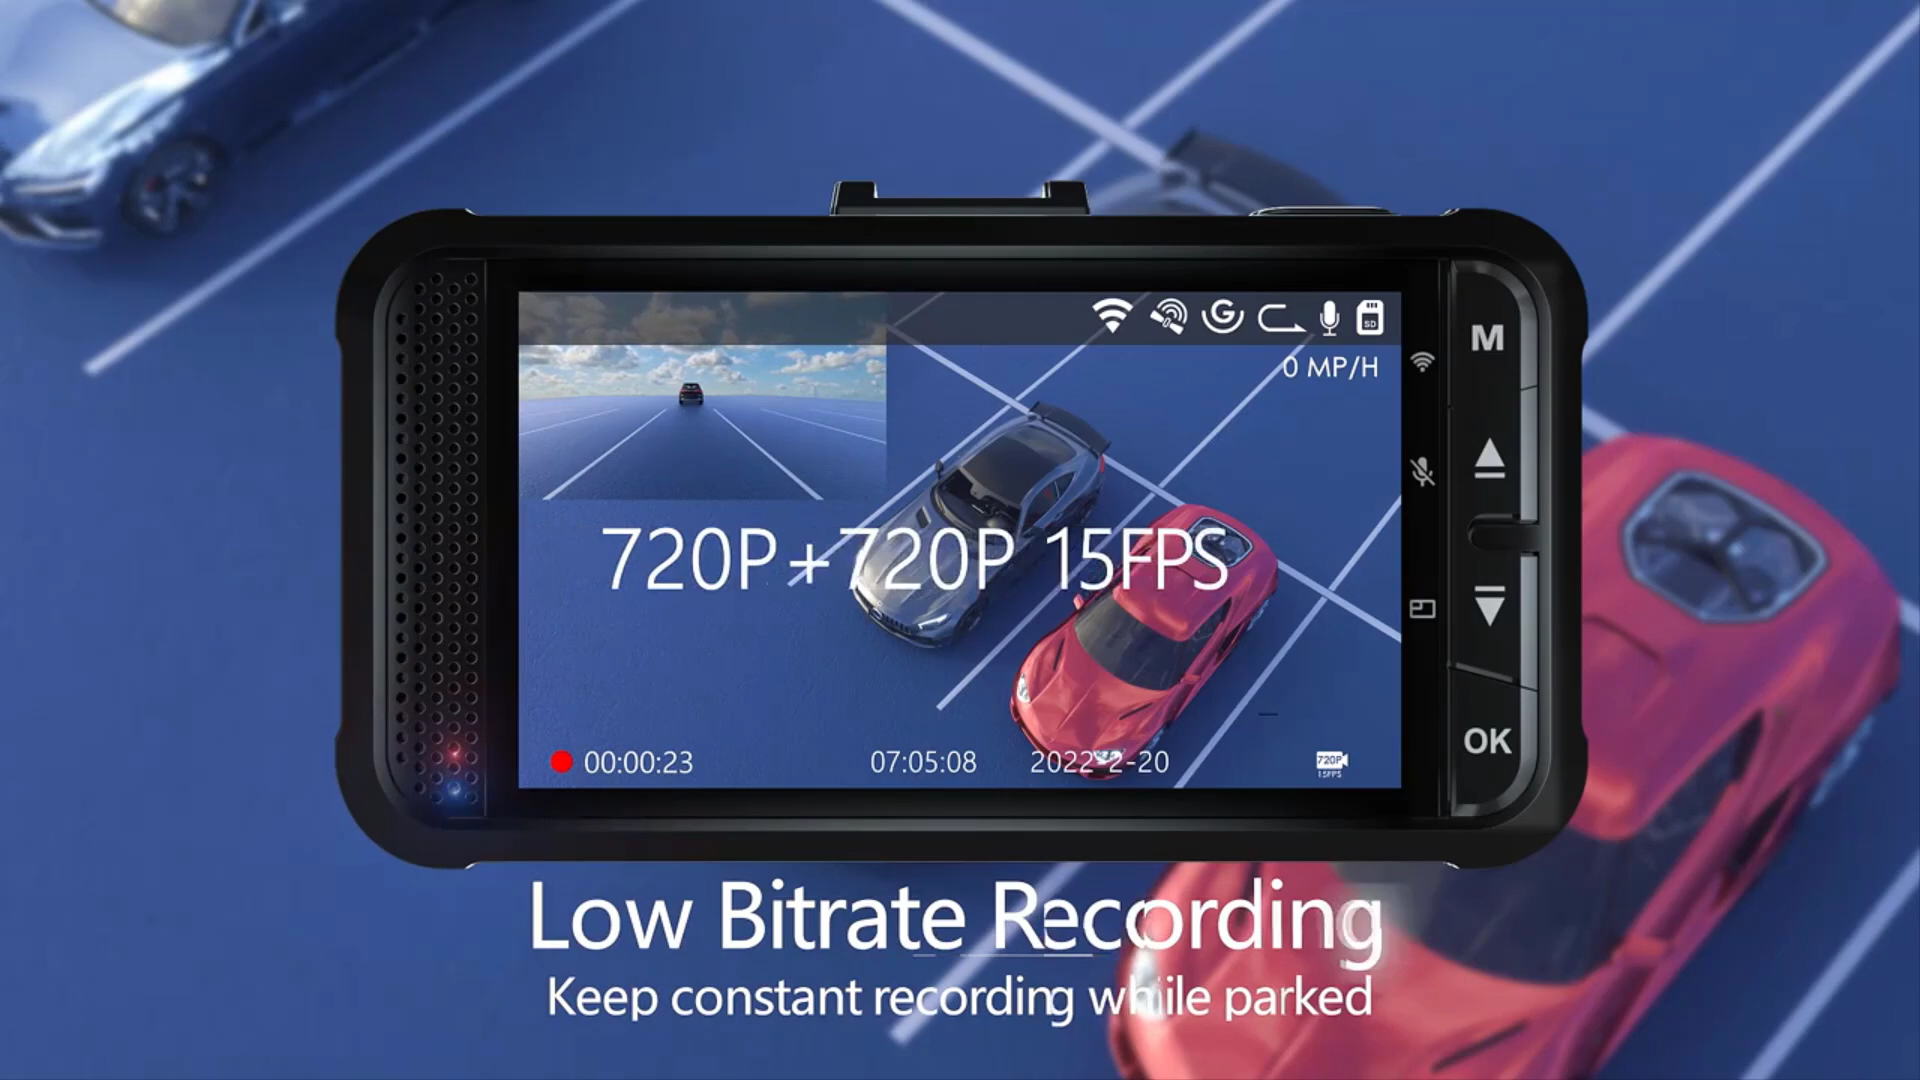 M
G
SD
0 MP/H
720P+720P 15FPS
OK
00:00:23
07:05:08
2022-2-20
720P
15FPS
Low Bitrate Recording
Keep constant recording while parked